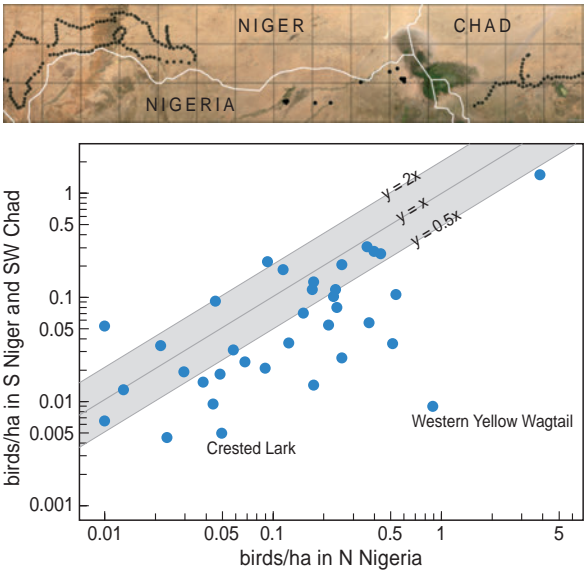 NIGER
CHAD
NIGERIA
birds/ha in S Niger and SW Chad
1
0.5
0.1
0.05
0.01
0.005
0.001
y = 2x
y = x
y = 0.5x
Western Yellow Wagtail
Crested Lark
0.01
0.05
0.1
0.5
1
5
birds/ha in N Nigeria